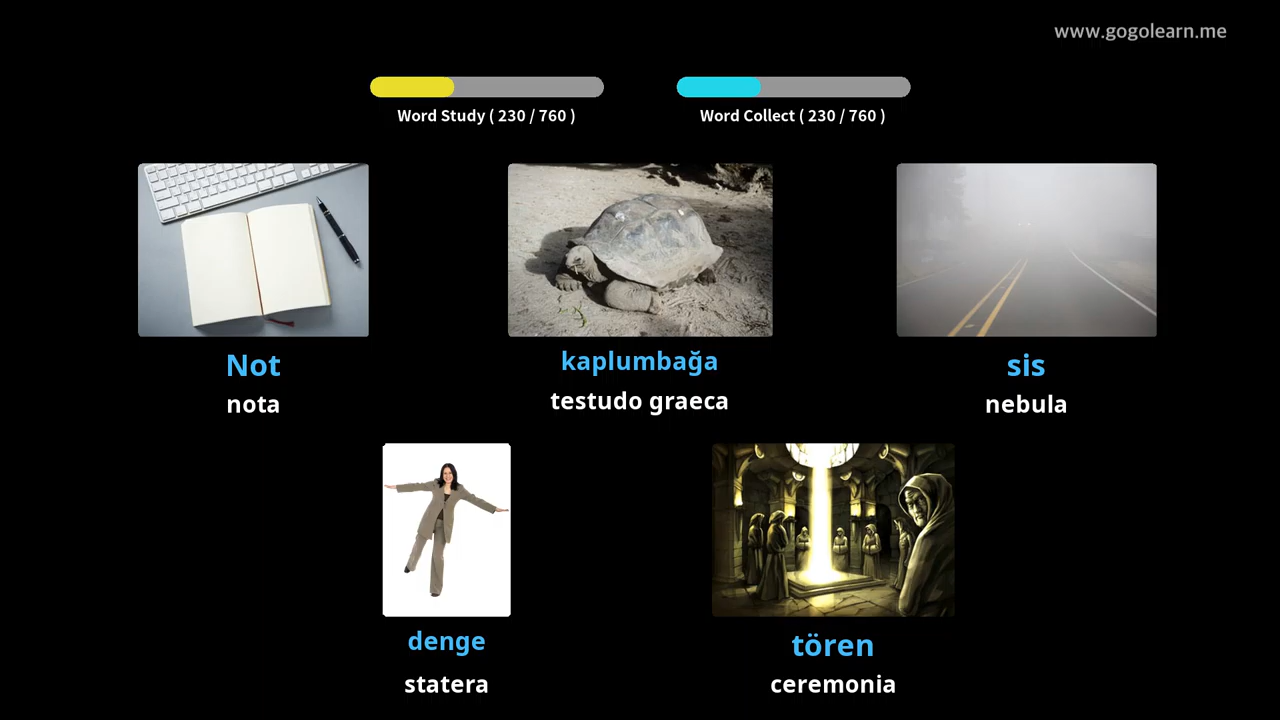 www.gogolearn.me
Word Study ( 230 / 760 )
Word Collect ( 230 / 760 )
Not
nota
kaplumbağa
testudo graeca
sis
nebula
denge
statera
tören
ceremonia